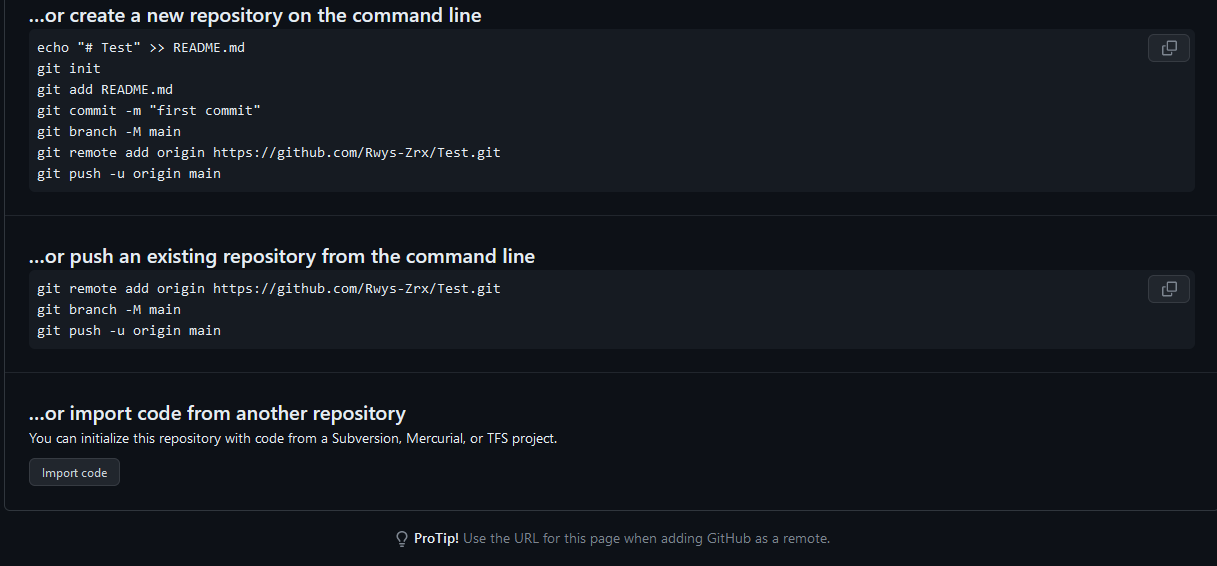 ...or create a new repository on the command line
echo "# Test" >> README.md
git init
git add README.md
git commit -m "first commit"
git branch -M main
git remote add origin https://github.com/Rwys-Zrx/Test.git
git push -u origin main
...or push an existing repository from the command line
git remote add origin https://github.com/Rwys-Zrx/Test.git
git branch -M main
git push -u origin main
...or import code from another repository
You can initialize this repository with code from a Subversion, Mercurial, or TFS project.
Import code
ProTip! Use the URL for this page when adding GitHub as a remote.